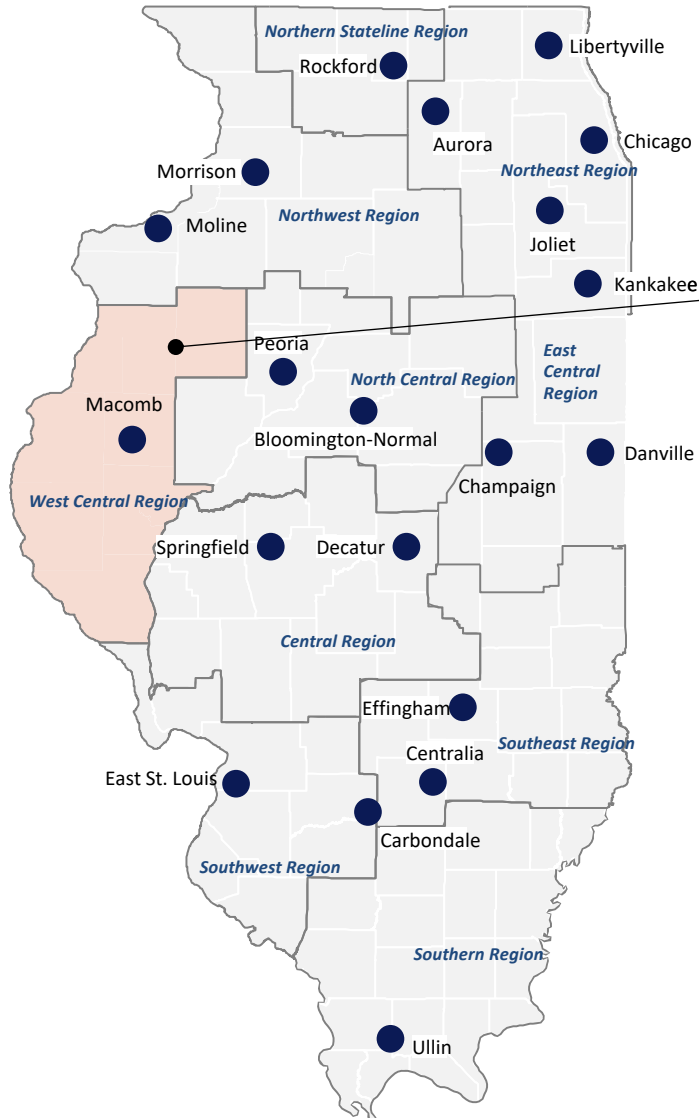 Northern Stateline Region
Libertyville
Rockford
Aurora
Chicago
Morrison
Northeast Region
Northwest Region
Moline
Joliet
Kankakee
Peoria
East
Central
Region
North Central Region
Macomb
Bloomington-Normal
Danville
Champaign
West Central Region
Springfield
Decatur
Central Region
Effingham
Southeast Region
Centralia
East St. Louis
Carbondale
Southwest Region
Southern Region
Ullin